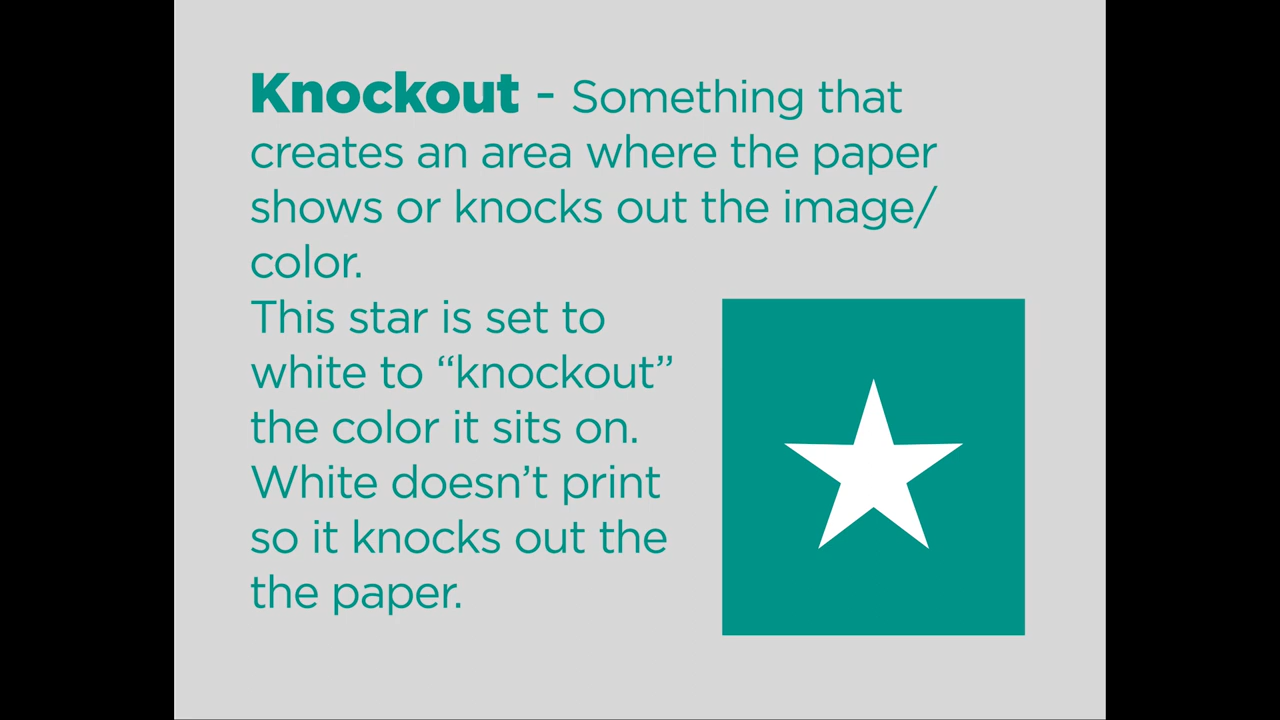 Knockout - Something that
creates an area where the paper
shows or knocks out the image/
color.
This star is set to
white to “knockout”
the color it sits on.
White doesn’t print
so it knocks out the
the paper.